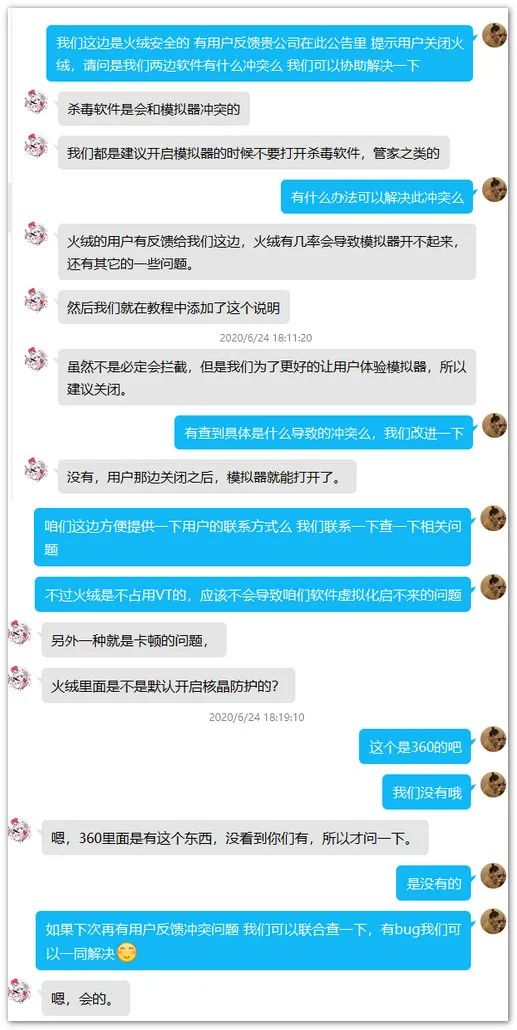 我们这边是火绒安全的 有用户反馈贵公司在此公告里 提示用户关闭火
绒，请问是我们两边软件有什么冲突么 我们可以协助解决一下
杀毒软件是会和模拟器冲突的
我们都是建议开启模拟器的时候不要打开杀毒软件，管家之类的
有什么办法可以解决此冲突么
火绒的用户有反馈给我们这边，火绒有几率会导致模拟器开不起来，
还有其它的一些问题。
然后我们就在教程中添加了这个说明
2020/6/24 18:11:20
虽然不是必定会拦截，但是我们为了更好的让用户体验模拟器，所以
建议关闭。
有查到具体是什么导致的冲突么，我们改进一下
没有，用户那边关闭之后，模拟器就能打开了。
咱们这边方便提供一下用户的联系方式么 我们联系一下查一下相关问
题
不过火绒是不占用VT的，应该不会导致咱们软件虚拟化启不来的问题
另外一种就是卡顿的问题，
火绒里面是不是默认开启核晶防护的？
2020/6/24 18:19:10
这个是360的吧
我们没有哦
嗯，360里面是有这个东西，没看到你们有，所以才问一下。
是没有的
如果下次再有用户反馈冲突问题 我们可以联合查一下，有bug我们可
以一同解决
嗯，会的。